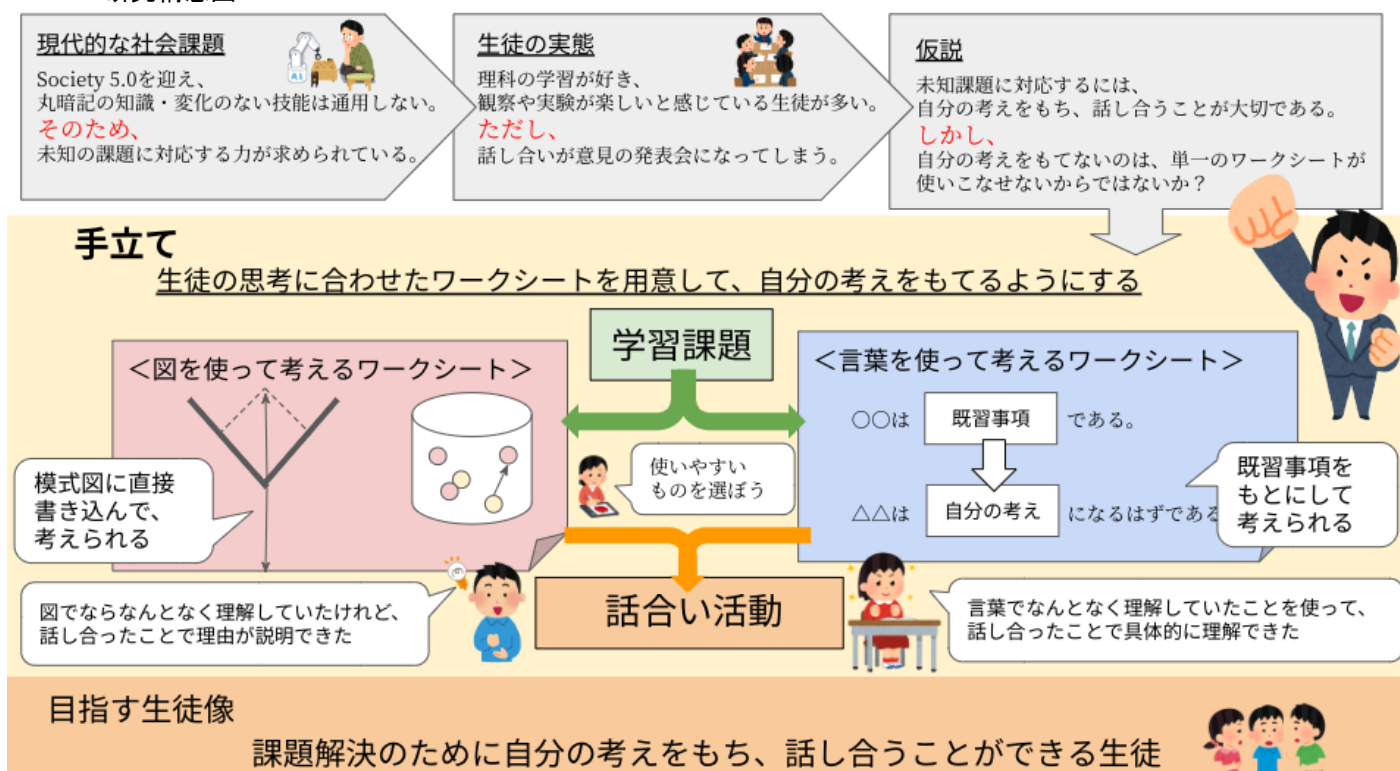 現代的な社会課題
Society 5.0を迎え、
丸暗記の知識・変化のない技能は通用しない。
そのため、
未知の課題に対応する力が求められている。
AI
生徒の実態
理科の学習が好き、
観察や実験が楽しいと感じている生徒が多い。
ただし、
話し合いが意見の発表会になってしまう。
仮説
未知課題に対応するには、
自分の考えをもち、話し合うことが大切である。
しかし、
自分の考えをもてないのは、単一のワークシートが
使いこなせないからではないか？
手立て
生徒の思考に合わせたワークシートを用意して、自分の考えをもてるようにする
学習課題
＜図を使って考えるワークシート＞
模式図に直接
書き込んで、
考えられる
使いやすい
ものを選ぼう
＜言葉を使って考えるワークシート＞
○○は 既習事項 である。
△△は 自分の考え になるはずである
既習事項を
もとにして
考えられる
話合い活動
図でならなんとなく理解していたけれど、
話し合ったことで理由が説明できた
言葉でなんとなく理解していたことを使って、
話し合ったことで具体的に理解できた
目指す生徒像
課題解決のために自分の考えをもち、話し合うことができる生徒